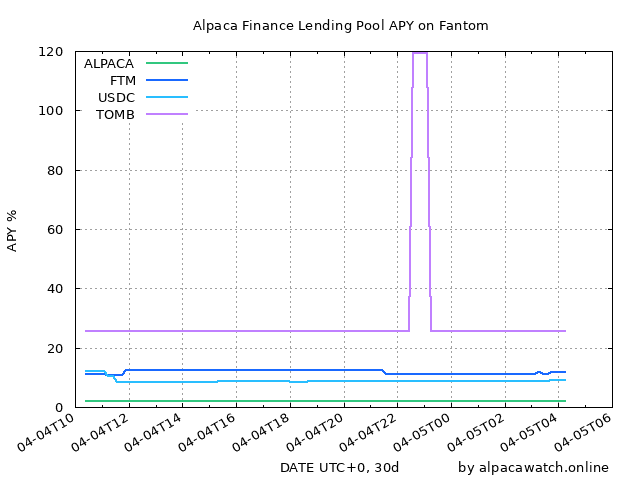 Alpaca Finance Lending Pool APY on Fantom
120
100
80
60
40
20
0
APY %
ALPACA
FTM
USDC
TOMB
04-04T10
04-04T12
04-04T14
04-04T16
04-04T18
04-04T20
04-04T22
04-05T00
04-05T02
04-05T04
04-05T06
DATE UTC+0, 30d
by alpacawatch.online